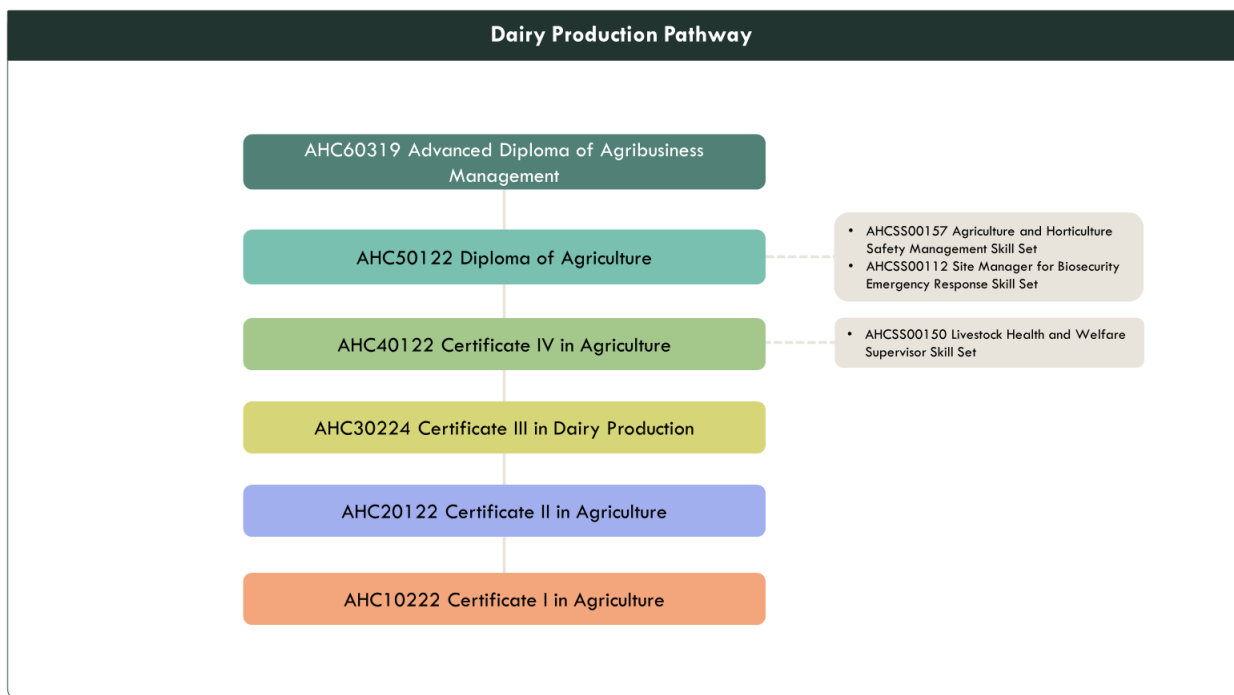 Dairy Production Pathway
AHC60319 Advanced Diploma of Agribusiness
Management
AHC50122 Diploma of Agriculture
• AHCSS00157 Agriculture and Horticulture
Safety Management Skill Set
• AHCSS00112 Site Manager for Biosecurity
Emergency Response Skill Set
AHC40122 Certificate IV in Agriculture
• AHCSS00150 Livestock Health and Welfare
Supervisor Skill Set
AHC30224 Certificate III in Dairy Production
AHC20122 Certificate II in Agriculture
AHC10222 Certificate I in Agriculture